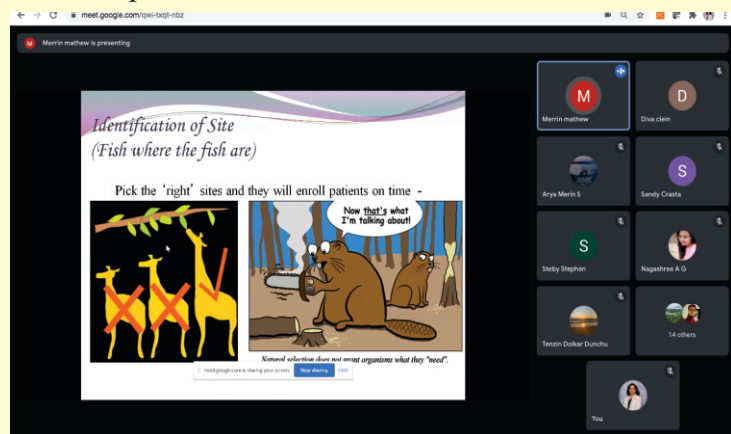 meet.google.com/qwi-txqt-nbz
M Merrin mathew is presenting
Identification of Site
(Fish where the fish are)
Pick the 'right' sites and they will enroll patients on time -
Now that's what
I'm talking about!
Natural selection does not grant organisms what they "need".
meet.google.com is sharing your screen.
Stop sharing
Hide
M
Merrin mathew
D
Diva clein
Arya Merin S
S
Sandy Crasta
S
Steby Stephen
Nagashree A G
Tenzin Dolkar Dunchu
14 others
You